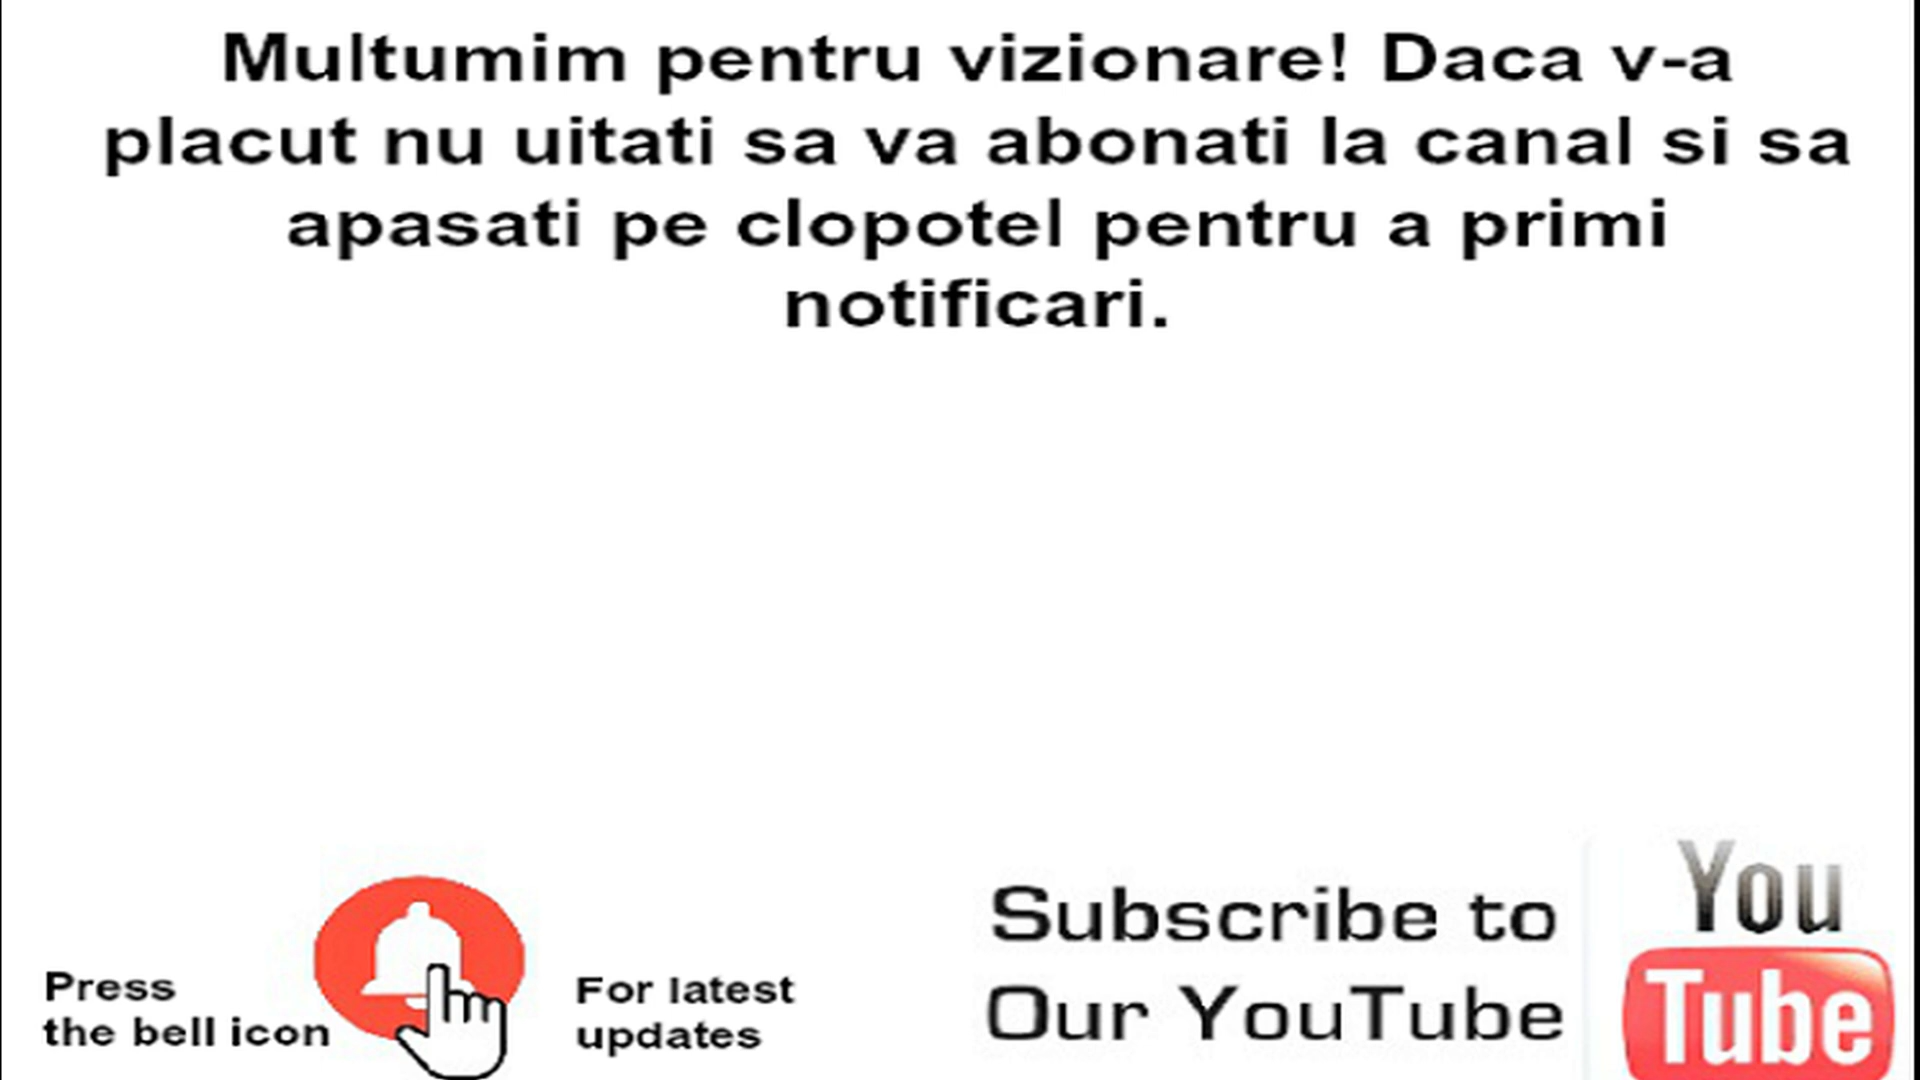 Multumim pentru vizionare! Daca v-a
placut nu uitati sa va abonati la canal si sa
apasati pe clopotel pentru a primi
notificari.
Press
the bell icon
For latest
updates
Subscribe to
Our YouTube
You
Tube